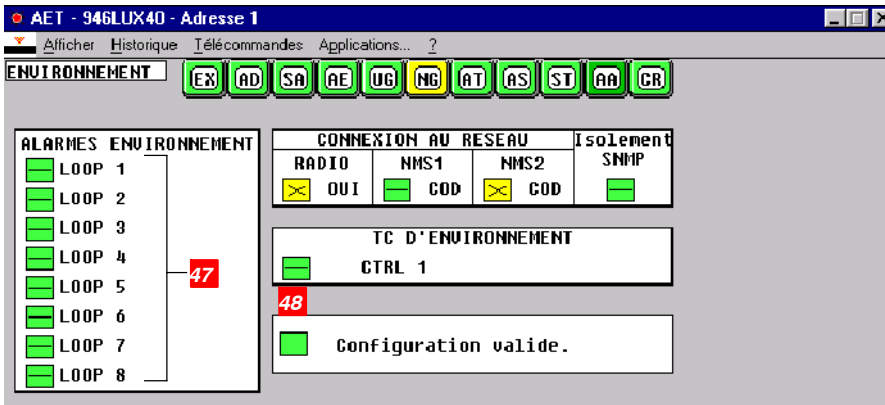 AET - 946LUX40 - Adresse 1
Afficher Historique Télécommandes Applications... ?
ENVIRONNEMENT EX AD SA AE UG NG AT AS ST AA GR
ALARMES ENVIRONNEMENT
LOOP 1
LOOP 2
LOOP 3
LOOP 4
LOOP 5
LOOP 6
LOOP 7
LOOP 8
47
CONNEXION AU RESEAU
RADIO NMS1 NMS2
OUI COD COD
Isolement
SNMP
TC D'ENVIRONNEMENT
CTRL 1
48
Configuration valide.